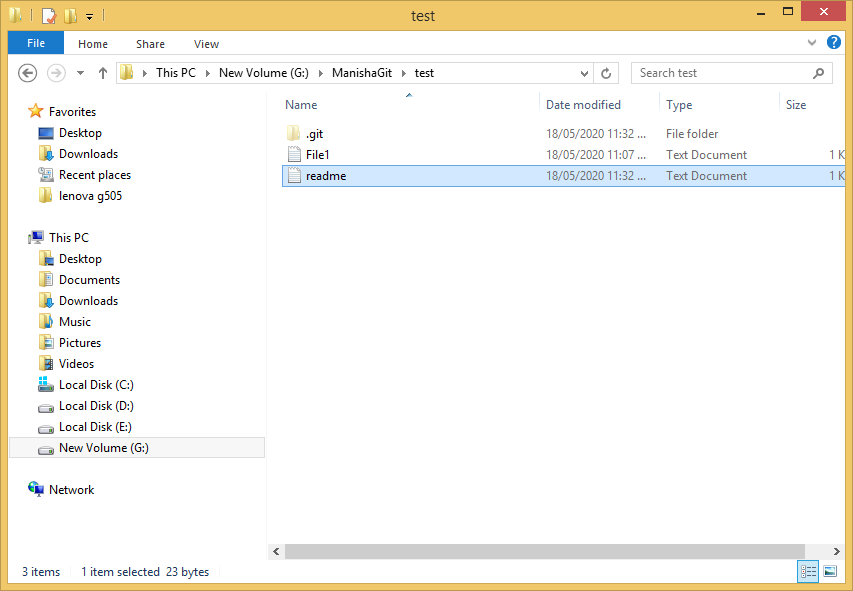 test
File Home Share View
This PC New Volume (G:) ManishaGit test Search test
Name Date modified Type Size
.git 18/05/2020 11:32 ... File folder
File1 18/05/2020 11:07 ... Text Document 1 K
readme 18/05/2020 11:32 ... Text Document 1 K
Favorites
Desktop
Downloads
Recent places
lenova g505
This PC
Desktop
Documents
Downloads
Music
Pictures
Videos
Local Disk (C:)
Local Disk (D:)
Local Disk (E:)
New Volume (G:)
Network
3 items 1 item selected 23 bytes